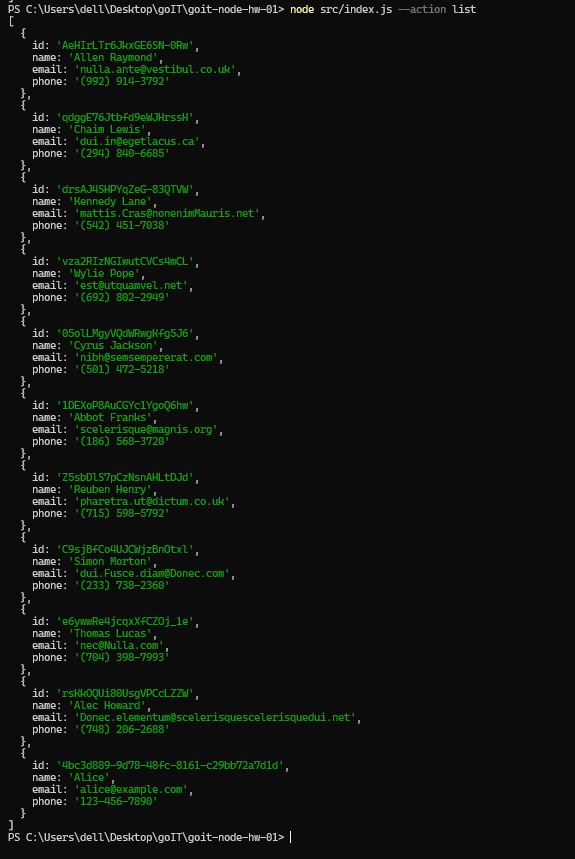 PS C:\Users\dell\Desktop\goIT\goit-node-hw-01> node src/index.js --action list
[
  {
    id: 'AeHIrLTr6JkxGE6SN-0Rw',
    name: 'Allen Raymond',
    email: 'nulla.ante@vestibul.co.uk',
    phone: '(992) 914-3792'
  },
  {
    id: 'qdggE76Jtbfd9eWJHrssH',
    name: 'Chaim Lewis',
    email: 'dui.in@egetlacus.ca',
    phone: '(294) 840-6685'
  },
  {
    id: 'drsAJ4SHPYqZeG-83QTVW',
    name: 'Kennedy Lane',
    email: 'mattis.Cras@nonenimMauris.net',
    phone: '(542) 451-7038'
  },
  {
    id: 'vza2RIzNGIwutCVCs4mCL',
    name: 'Wylie Pope',
    email: 'est@utquamvel.net',
    phone: '(692) 802-2949'
  },
  {
    id: '05olLMgyVQdWRwgKfg5J6',
    name: 'Cyrus Jackson',
    email: 'nibh@semsempererat.com',
    phone: '(501) 472-5218'
  },
  {
    id: '1DEXoP8AuCGYc1YgoQ6hw',
    name: 'Abbot Franks',
    email: 'scelerisque@magnis.org',
    phone: '(186) 568-3720'
  },
  {
    id: 'Z5sbDlS7pCzNsnAHLtDJd',
    name: 'Reuben Henry',
    email: 'pharetra.ut@dictum.co.uk',
    phone: '(715) 598-5792'
  },
  {
    id: 'C9sjBfCo4UJCWjzBnOtxl',
    name: 'Simon Morton',
    email: 'dui.Fusce.diam@Donec.com',
    phone: '(233) 738-2360'
  },
  {
    id: 'e6ywwRe4jcqxXfCZOj_1e',
    name: 'Thomas Lucas',
    email: 'nec@Nulla.com',
    phone: '(704) 398-7993'
  },
  {
    id: 'rsKkOQUi80UsgVPCcLZZW',
    name: 'Alec Howard',
    email: 'Donec.elementum@scelerisquescelerisquedui.net',
    phone: '(748) 206-2688'
  },
  {
    id: '4bc3d889-9d78-48fc-8161-c29bb72a7d1d',
    name: 'Alice',
    email: 'alice@example.com',
    phone: '123-456-7890'
  }
]
PS C:\Users\dell\Desktop\goIT\goit-node-hw-01>